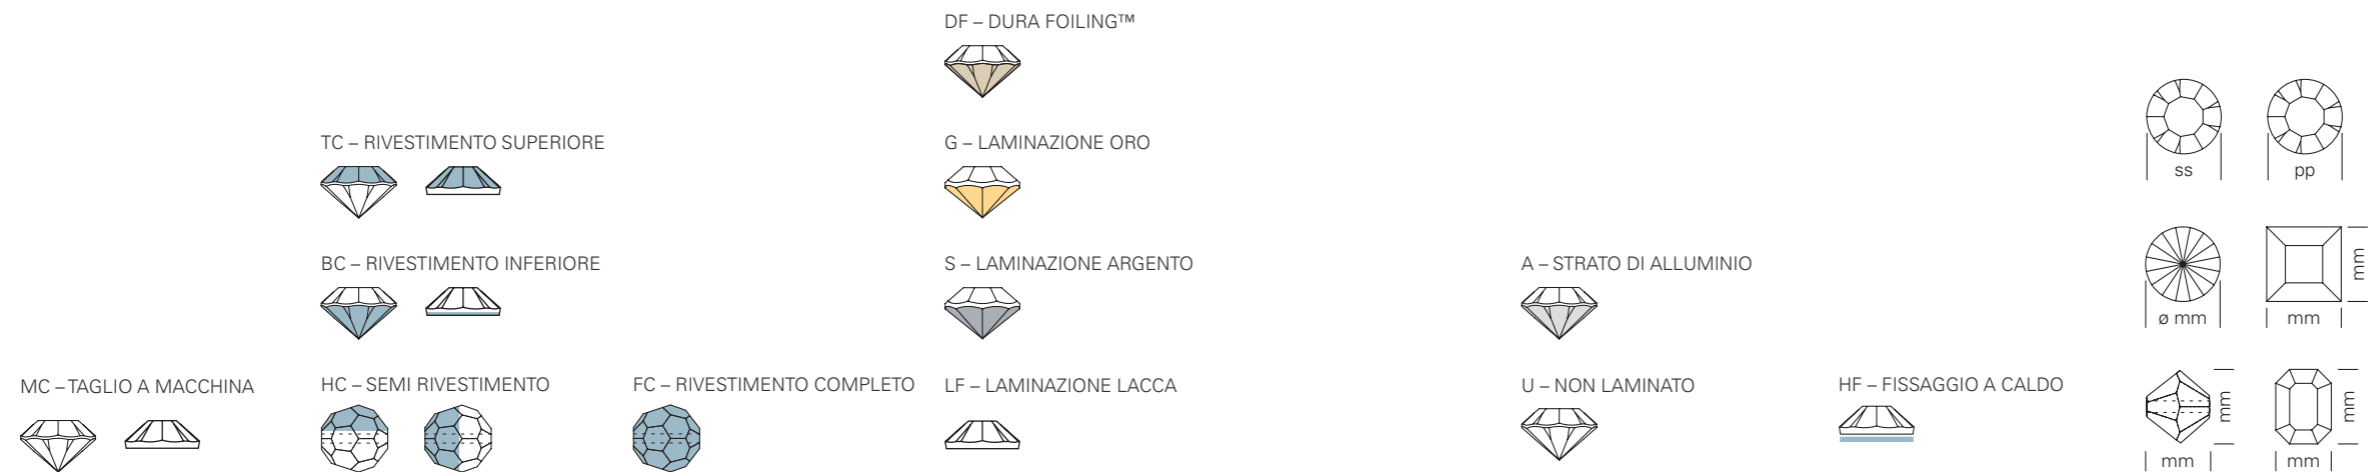 DF – DURA FOILING™
TC – RIVESTIMENTO SUPERIORE
G – LAMINAZIONE ORO
ss
pp
BC – RIVESTIMENTO INFERIORE
S – LAMINAZIONE ARGENTO
A – STRATO DI ALLUMINIO
mm
ø mm
mm
MC – TAGLIO A MACCHINA
HC – SEMI RIVESTIMENTO
FC – RIVESTIMENTO COMPLETO
LF – LAMINAZIONE LACCA
U – NON LAMINATO
HF – FISSAGGIO A CALDO
mm
mm
mm
mm